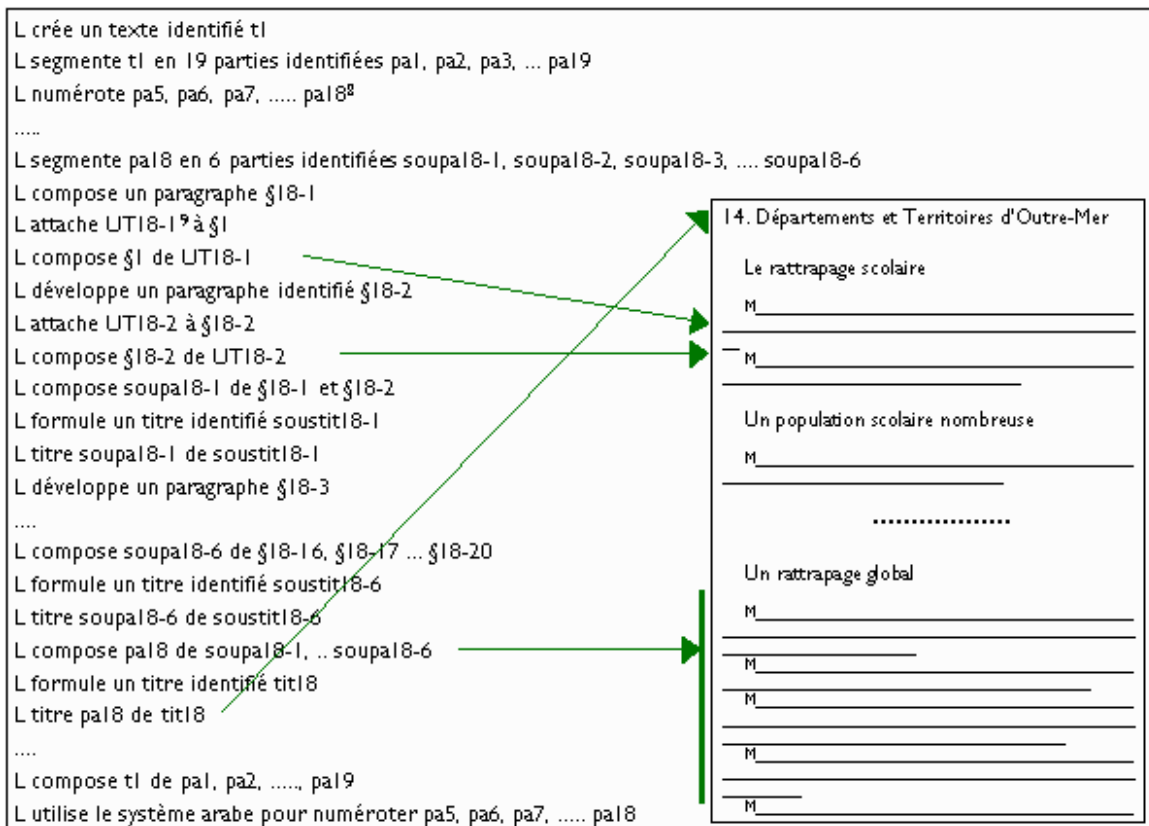 L crée un texte identifié t1
L segmente t1 en 19 parties identifiées pa1, pa2, pa3, ... pa19
L numérote pa5, pa6, pa7, ..... pa18⁸
.....
L segmente pa18 en 6 parties identifiées soupa18-1, soupa18-2, soupa18-3, .... soupa18-6
L compose un paragraphe §18-1
L attache UT18-1⁹ à §1
L compose §1 de UT18-1
L développe un paragraphe identifié §18-2
L attache UT18-2 à §18-2
L compose §18-2 de UT18-2
L compose soupa18-1 de §18-1 et §18-2
L formule un titre identifié soustit18-1
L titre soupa18-1 de soustit18-1
L développe un paragraphe §18-3
....
L compose soupa18-6 de §18-16, §18-17 ... §18-20
L formule un titre identifié soustit18-6
L titre soupa18-6 de soustit18-6
L compose pa18 de soupa18-1, .. soupa18-6
L formule un titre identifié tit18
L titre pa18 de tit18
....
L compose t1 de pa1, pa2, ....., pa19
L utilise le système arabe pour numéroter pa5, pa6, pa7, ..... pa18
14. Départements et Territoires d'Outre-Mer
Le rattrapage scolaire
M
M
Un population scolaire nombreuse
M
..................
Un rattrapage global
M
M
M
M
M